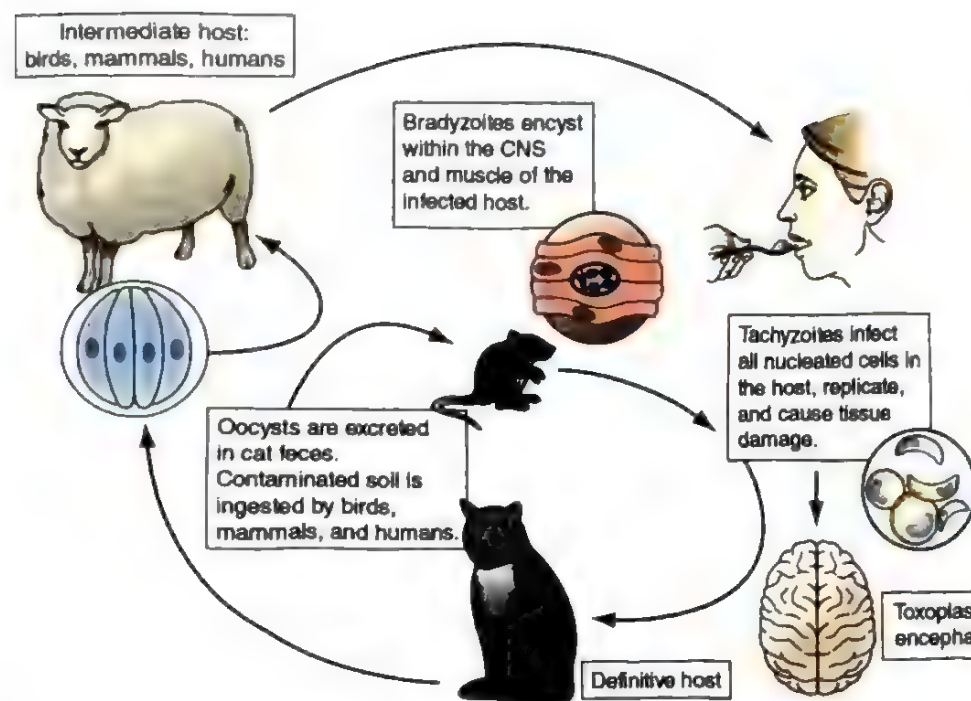 Intermediate host:
birds, mammals, humans
Bradyzoites encyst
within the CNS
and muscle of the
infected host.
Tachyzoites infect
all nucleated cells in
the host, replicate,
and cause tissue
damage.
Oocysts are excreted
in cat feces.
Contaminated soil is
ingested by birds,
mammals, and humans.
Toxoplas
encepha
Definitive host